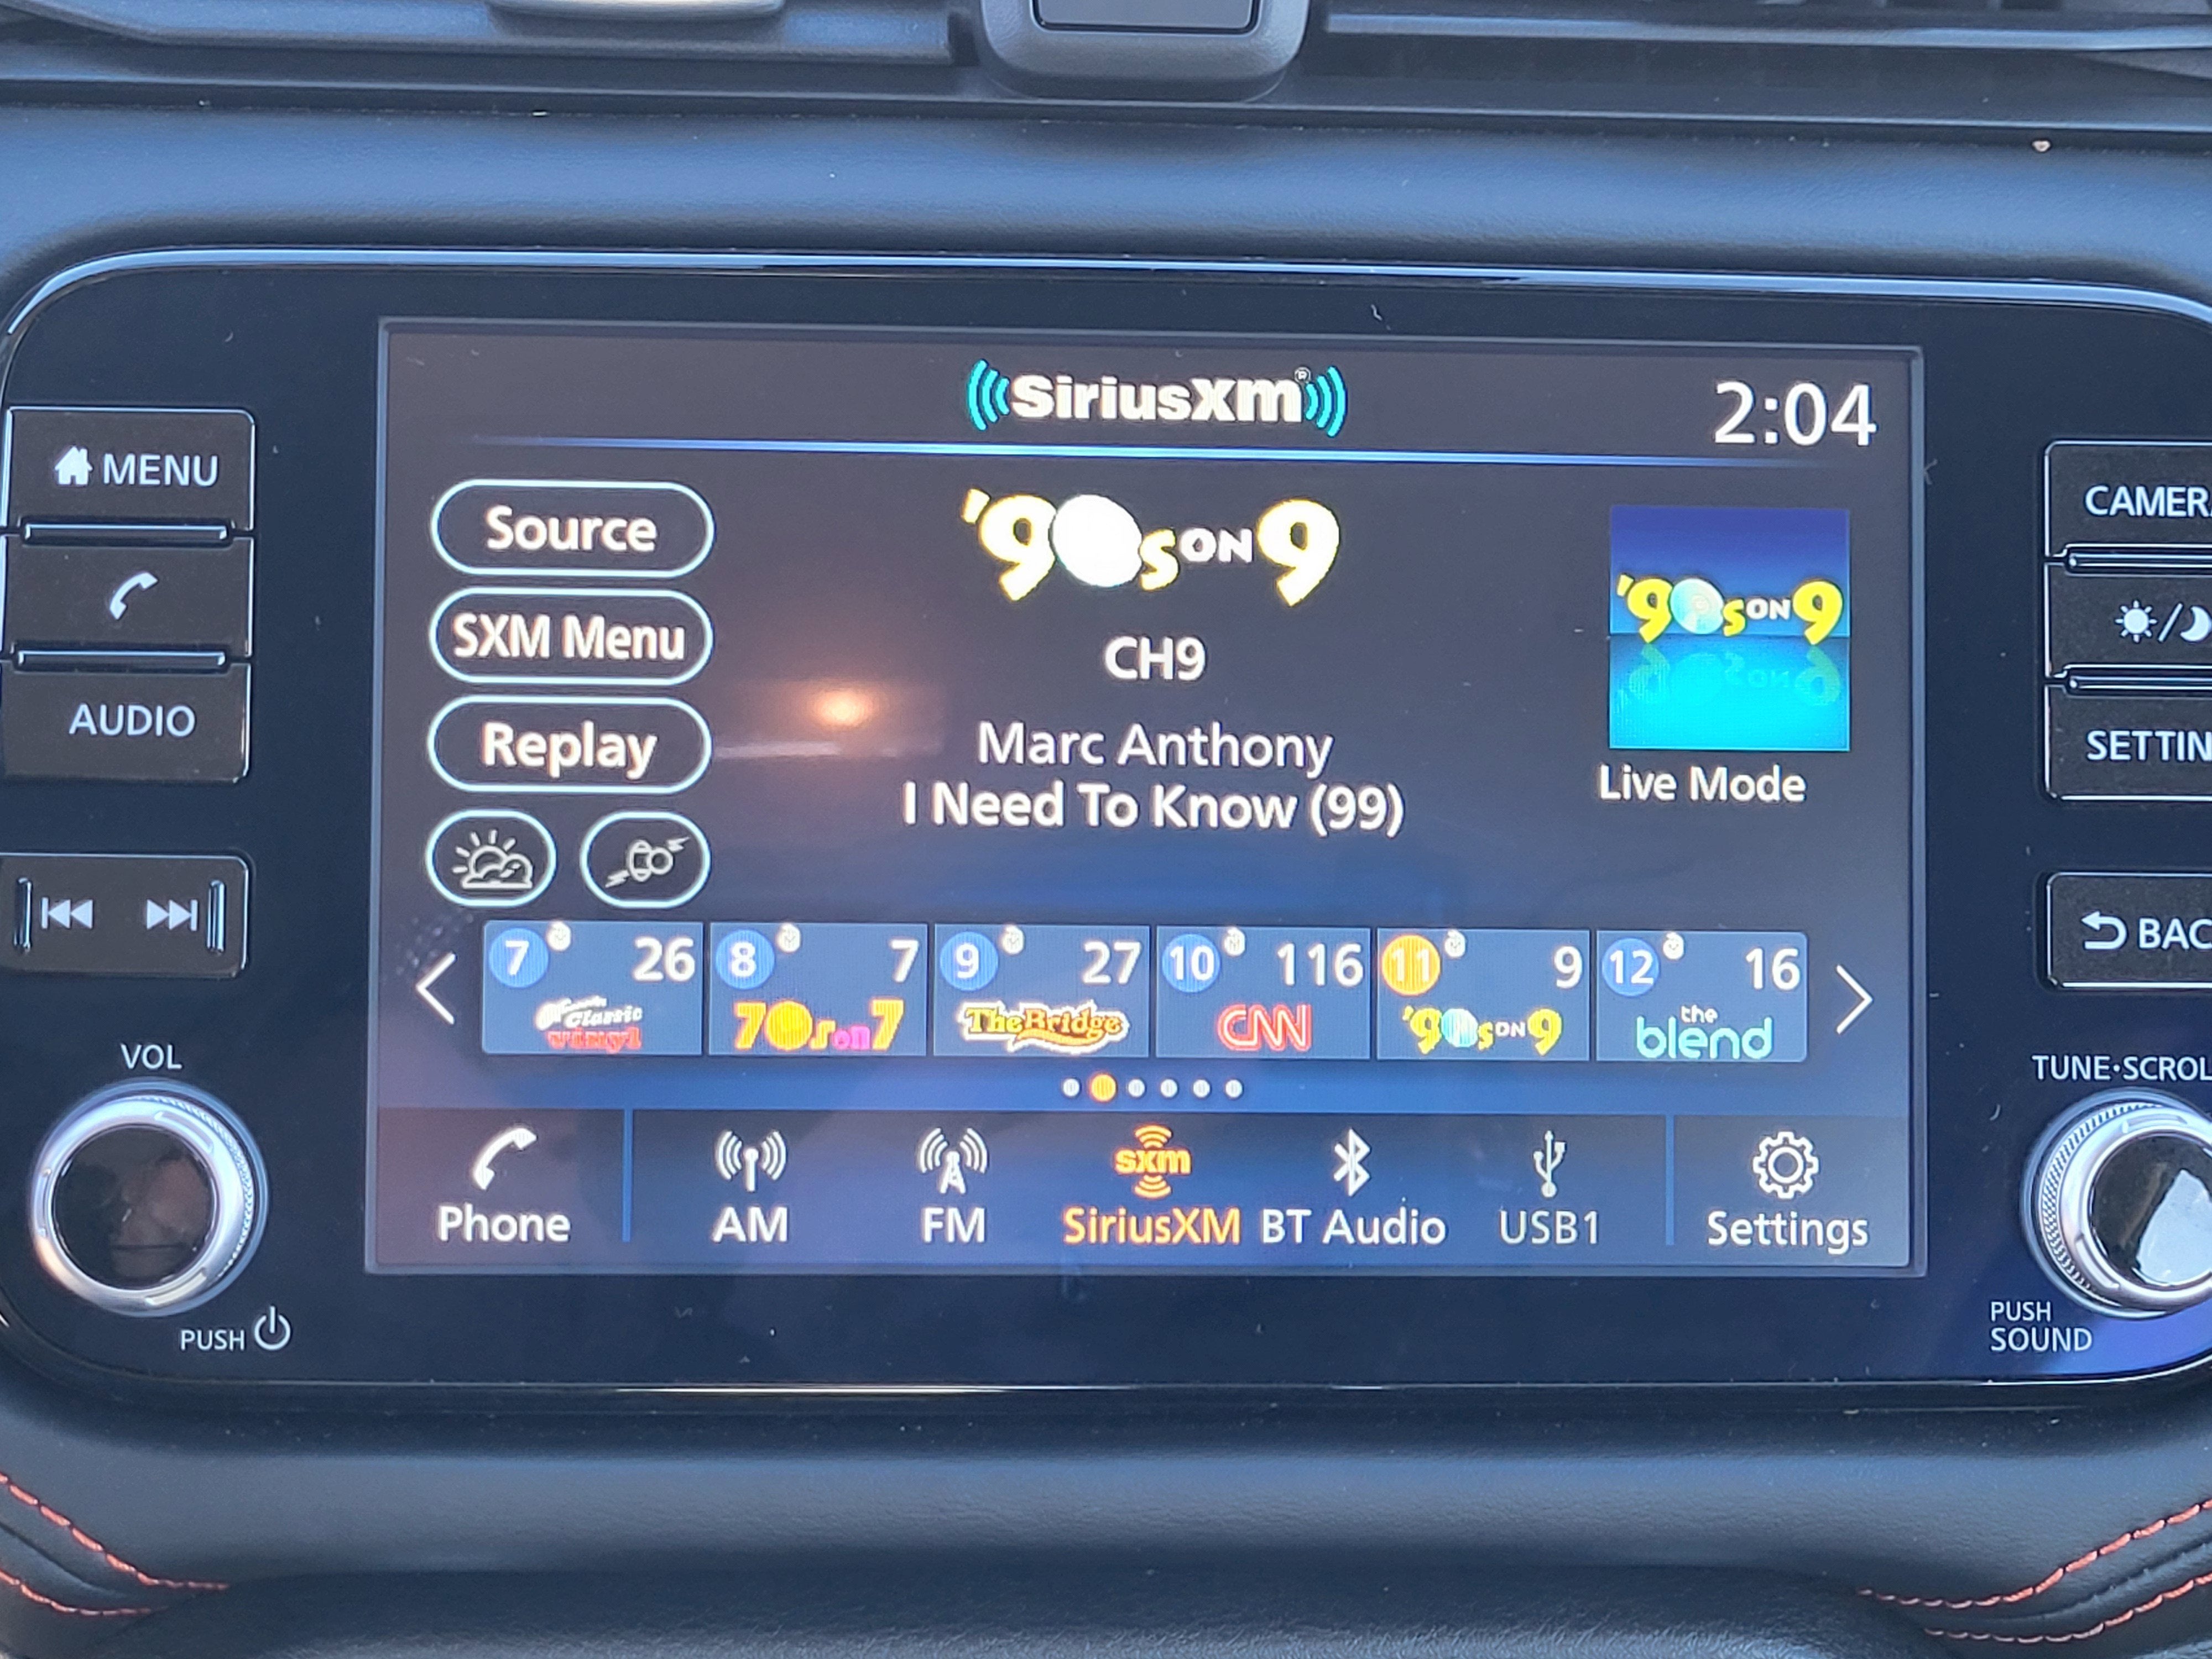 SiriusXM®
2:04
MENU
AUDIO
VOL
PUSH
Source
SXM Menu
Replay
'90s ON 9
CH9
Marc Anthony
I Need To Know (99)
'90s ON 9
Live Mode
7 26
Classic
Vinyl
8 7
70s on 7
9 27
The Bridge
10 116
CNN
11 9
'90s ON 9
12 16
the
blend
Phone
AM
FM
sxm
SiriusXM
BT Audio
USB1
Settings
CAMER
SETTIN
BAC
TUNE·SCROL
PUSH
SOUND